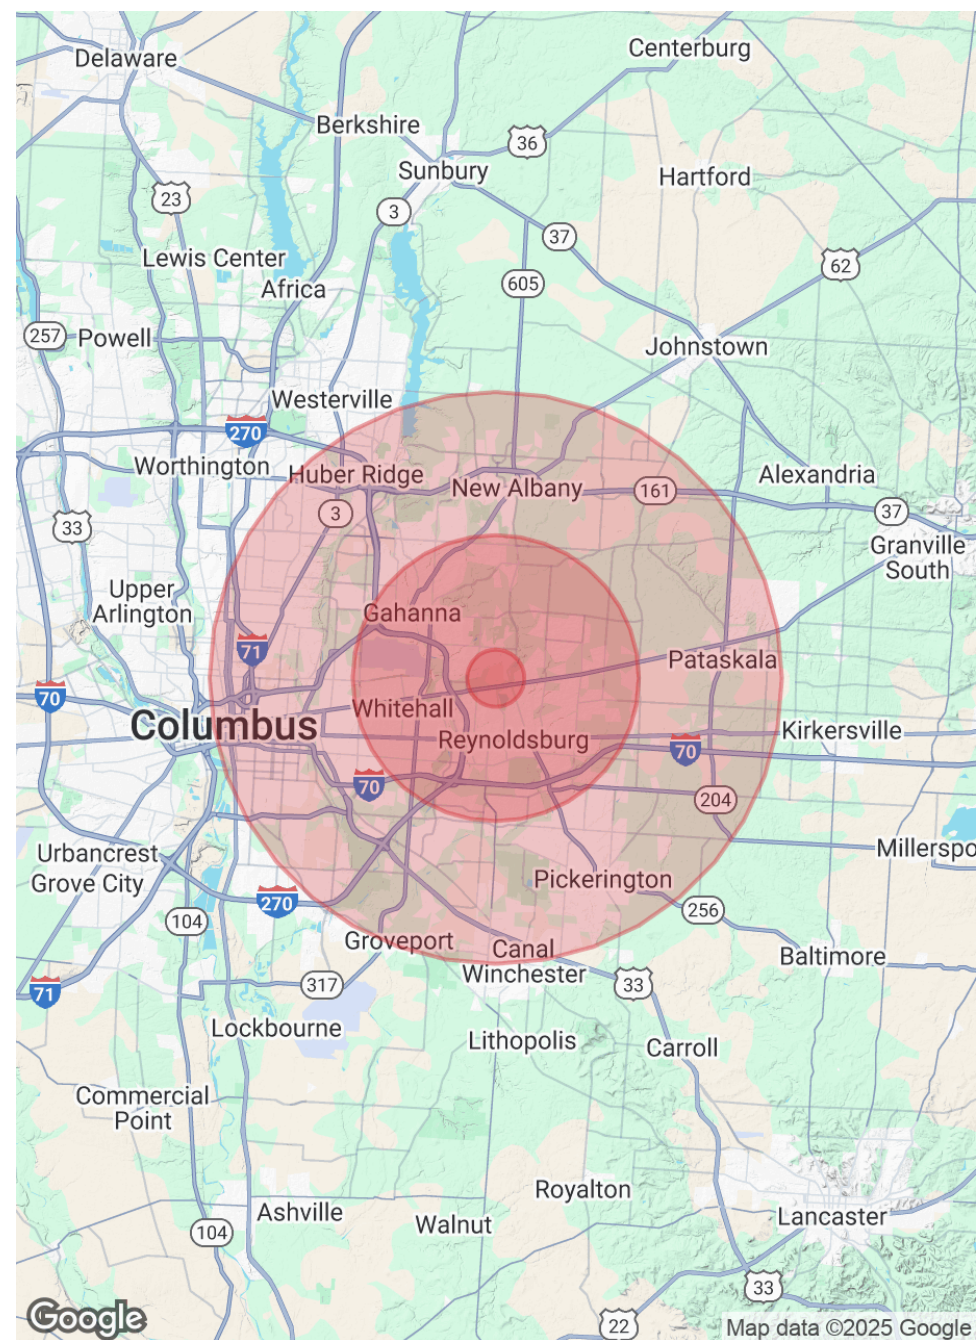 Centerburg
Delaware
Berkshire
36
Sunbury
Hartford
23
3
37
Lewis Center
62
605
Africa
257
Powell
Johnstown
Westerville
270
Worthington
Huber Ridge
Alexandria
New Albany
161
3
37
33
Granville
South
Upper
Arlington
Gahanna
71
Pataskala
70
Whitehall
Columbus
Kirkersville
Reynoldsburg
70
70
204
Urbancrest
Millerspo
Grove City
Pickerington
270
256
104
Groveport
Canal
Winchester
Baltimore
317
33
71
Lockbourne
Lithopolis
Carroll
Commercial
Point
Royalton
Ashville
Walnut
Lancaster
104
33
Google
22
Map data ©2025 Google